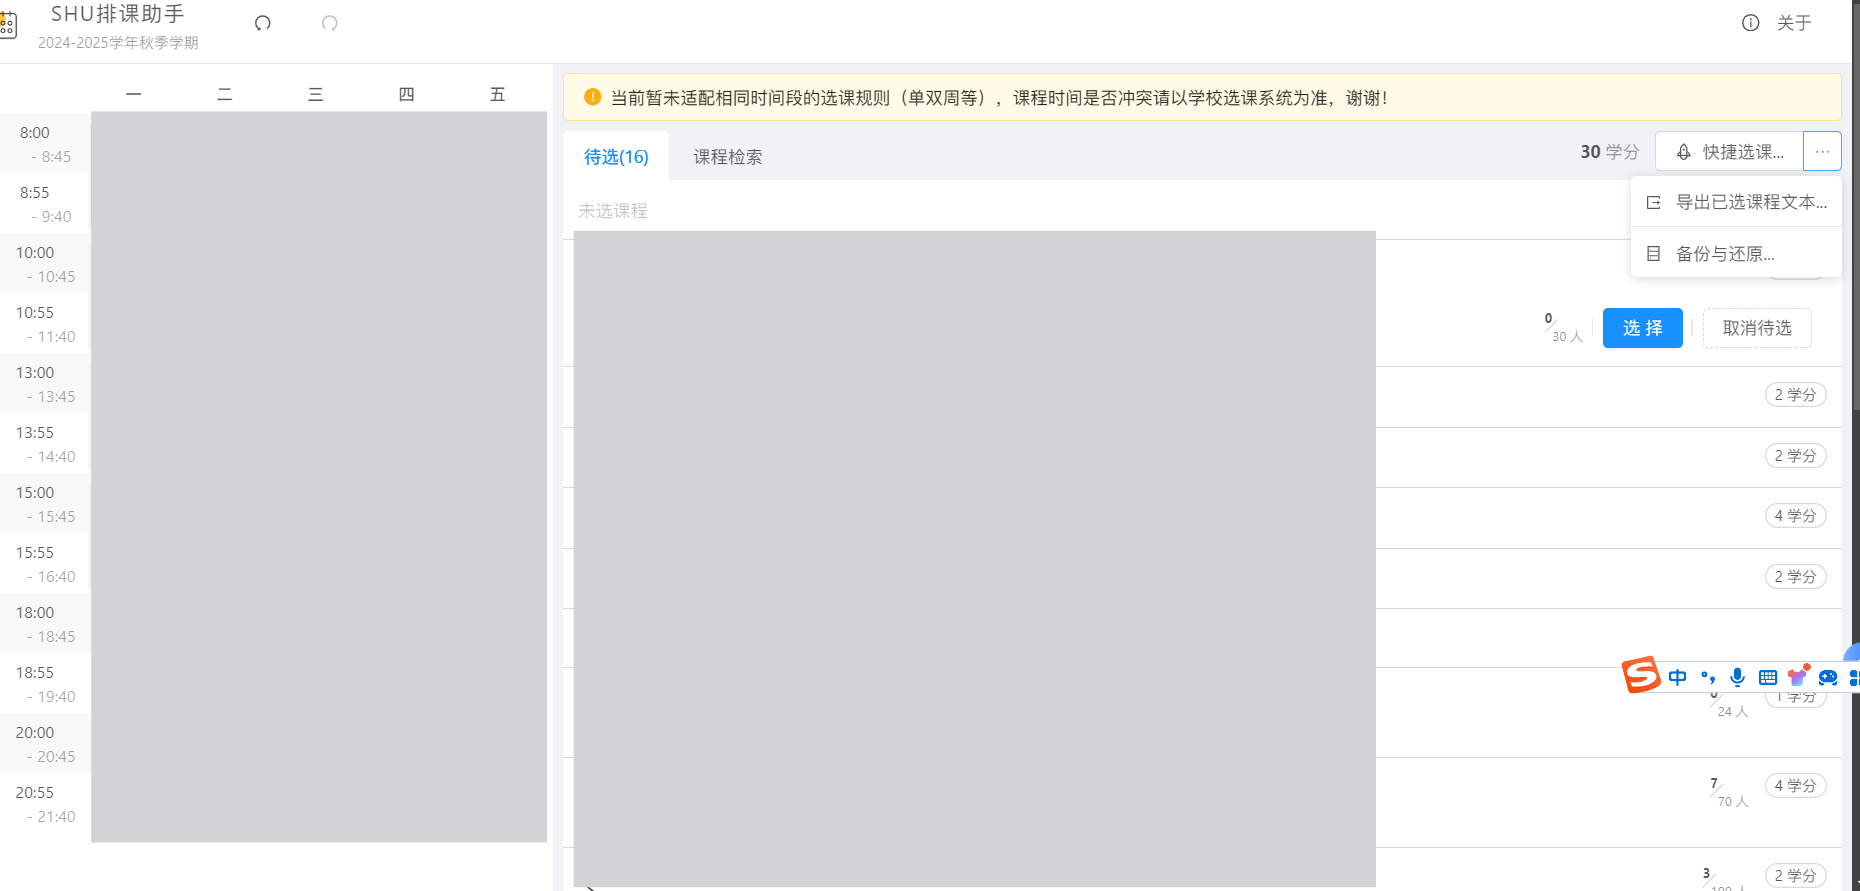 SHU排课助手
2024-2025学年秋季学期
关于
一 二 三 四 五
8:00
- 8:45
8:55
- 9:40
10:00
- 10:45
10:55
- 11:40
13:00
- 13:45
13:55
- 14:40
15:00
- 15:45
15:55
- 16:40
18:00
- 18:45
18:55
- 19:40
20:00
- 20:45
20:55
- 21:40
当前暂未适配相同时间段的选课规则（单双周等），课程时间是否冲突请以学校选课系统为准，谢谢！
待选(16) 课程检索
30 学分
快捷选课...
导出已选课程文本...
备份与还原...
未选课程
0
30 人
选 择
取消待选
2 学分
2 学分
4 学分
2 学分
中
24 人
1 学分
7
70 人
4 学分
3
100 人
2 学分